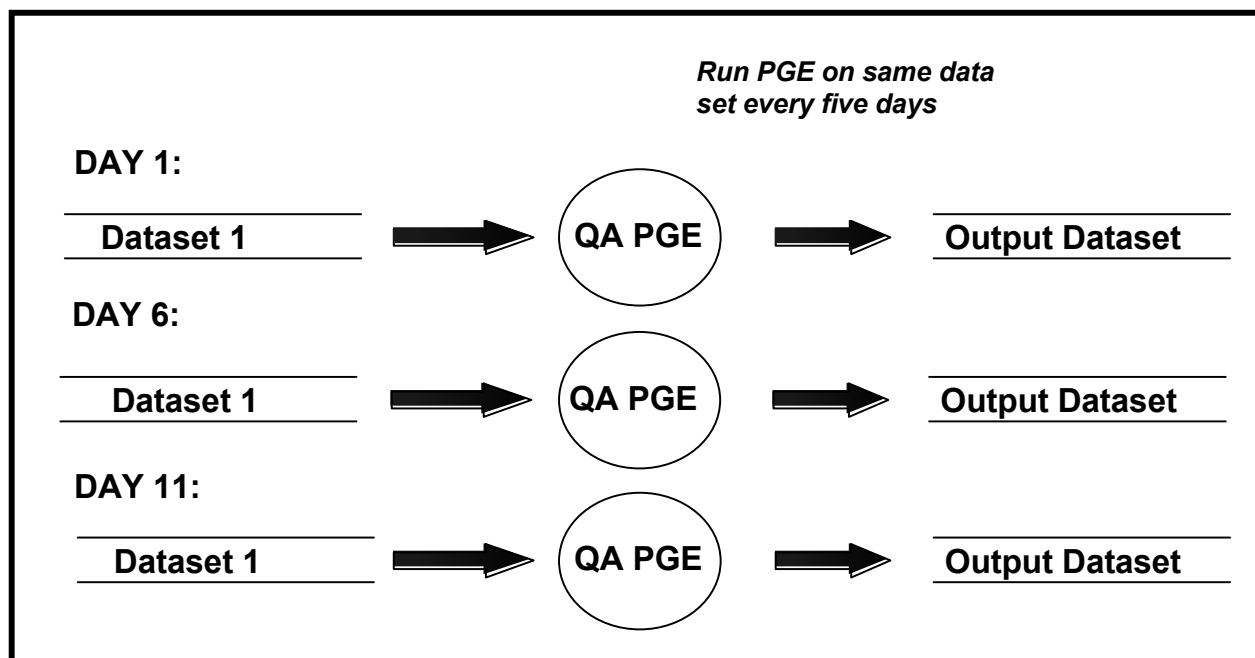 Run PGE on same data
set every five days
DAY 1:
Dataset 1
QA PGE
Output Dataset
DAY 6:
Dataset 1
QA PGE
Output Dataset
DAY 11:
Dataset 1
QA PGE
Output Dataset